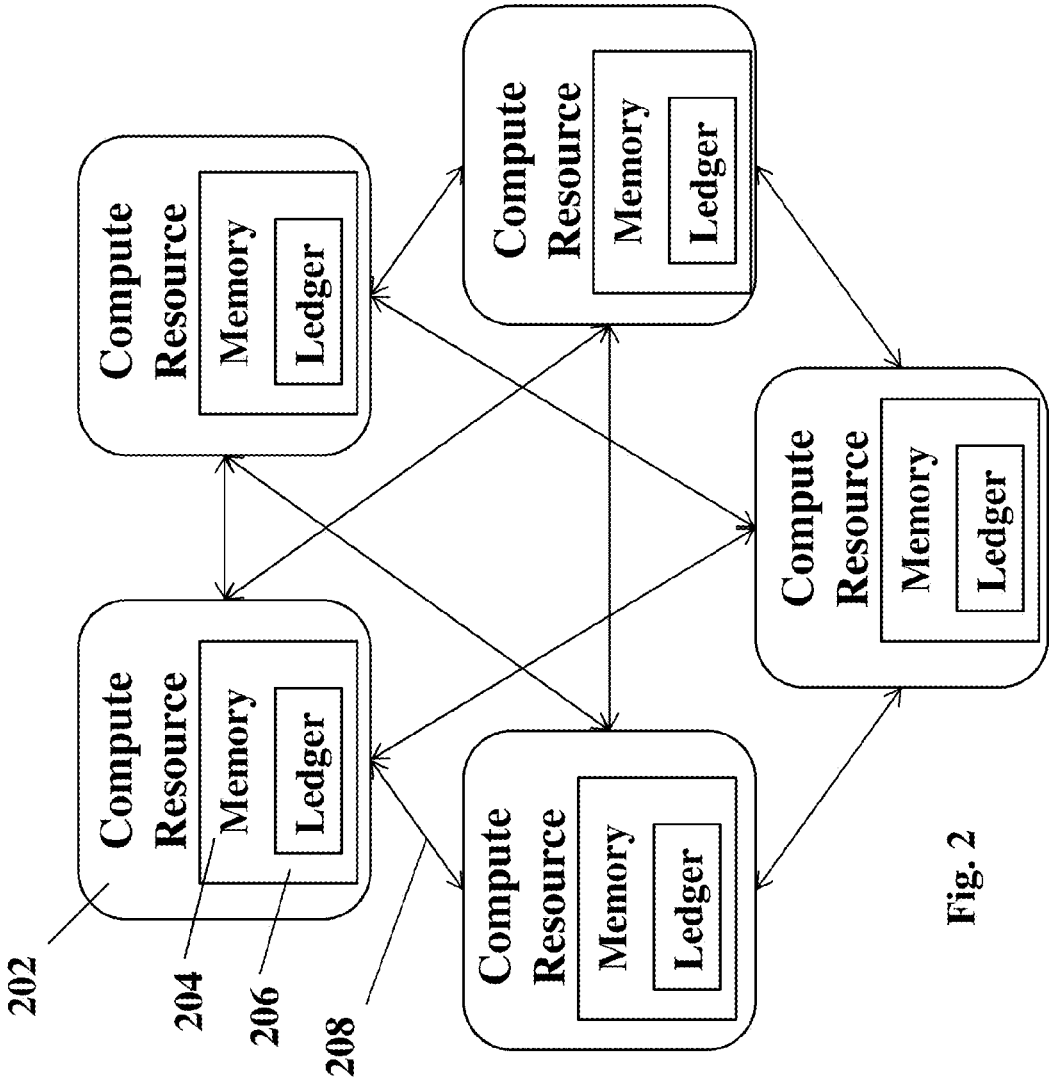 202
204
206
208
Compute
Resource
Memory
Ledger
Compute
Resource
Memory
Ledger
Compute
Resource
Memory
Ledger
Compute
Resource
Memory
Ledger
Compute
Resource
Memory
Ledger
Fig. 2